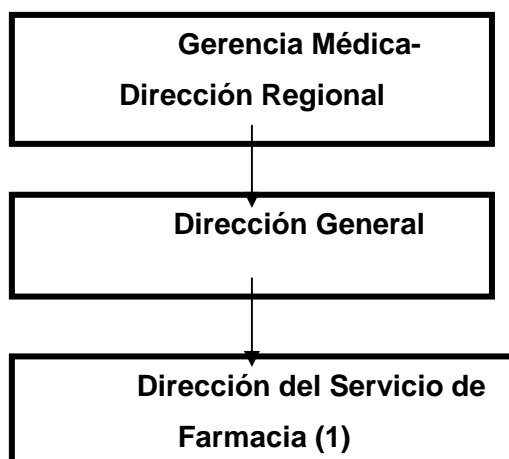 Gerencia Médica-
Dirección Regional
Dirección General
Dirección del Servicio de
Farmacia (1)